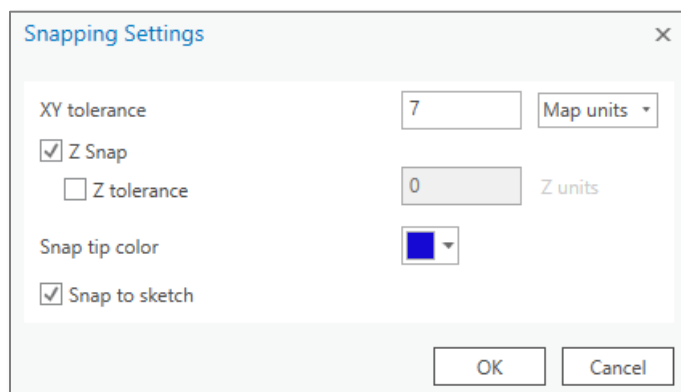 Snapping Settings
XY tolerance 7 Map units
Z Snap
Z tolerance 0 Z units
Snap tip color
Snap to sketch
OK Cancel